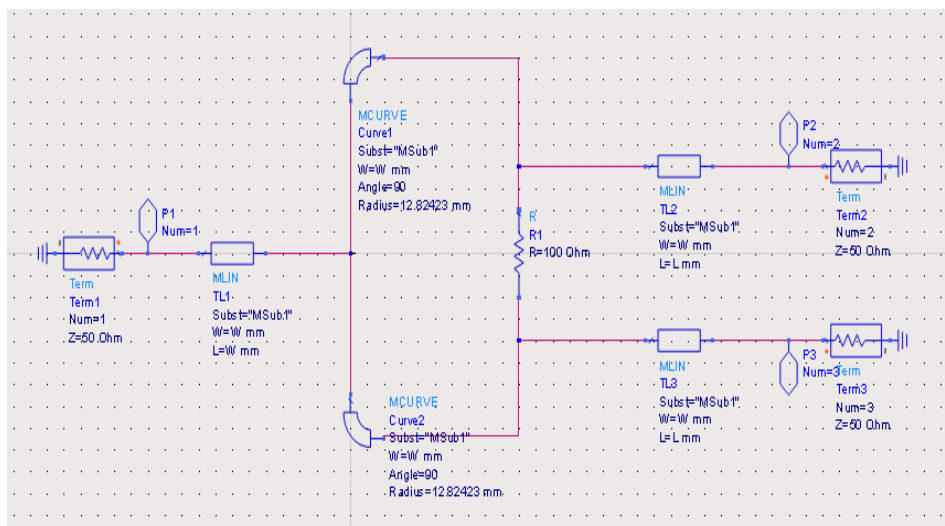 MCURVE
Curve1
Subst="MSub1"
W=W mm
Angle=90
Radius=12.82423 mm
P1
Num=1
Term
Term1
Num=1
Z=50 Ohm
MLIN
TL1
Subst="MSub1"
W=W mm
L=W mm
R
R1
R=100 Ohm
P2
Num=2
MLIN
TL2
Subst="MSub1"
W=W mm
L=L mm
Term
Term2
Num=2
Z=50 Ohm
MCURVE
Curve2
Subst="MSub1"
W=W mm
Angle=90
Radius=12.82423 mm
MLIN
TL3
Subst="MSub1"
W=W mm
L=L mm
P3
Num=3
Term
Term3
Num=3
Z=50 Ohm